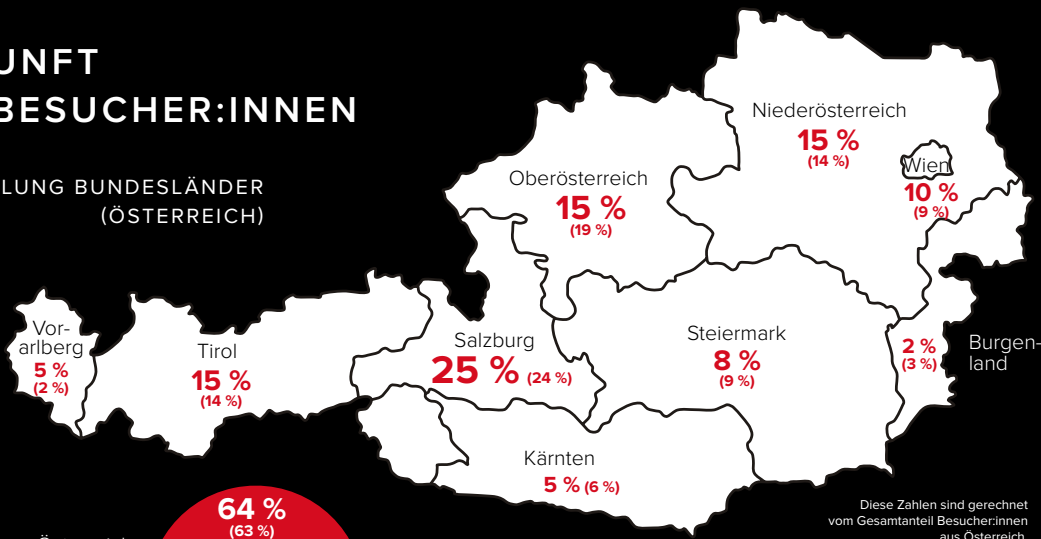 UNFT
BESUCHER:INNEN
LUNG BUNDESLÄNDER
(ÖSTERREICH)
Niederösterreich
15 %
(14 %)
Wien
10 %
(9 %)
Oberösterreich
15 %
(19 %)
Vor-
arlberg
5 %
(2 %)
Tirol
15 %
(14 %)
Salzburg
25 % (24 %)
Steiermark
8 %
(9 %)
2 %
(3 %)
Burgen-
land
Kärnten
5 % (6 %)
64 %
(63 %)
Diese Zahlen sind gerechnet
vom Gesamtanteil Besucher:innen
aus Österreich.